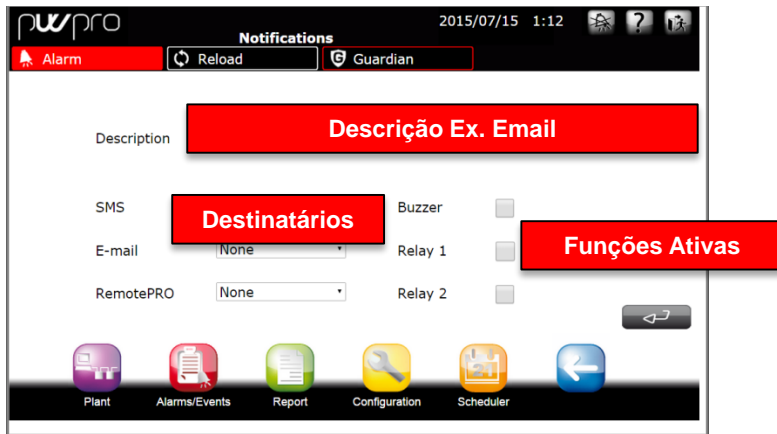 pwpro
Notifications
2015/07/15 1:12
?
Alarm
Reload
G Guardian
Description
Descrição Ex. Email
SMS
Destinatários
Buzzer
E-mail
None
Relay 1
Funções Ativas
RemotePRO
None
Relay 2
21
Plant
Alarms/Events
Report
Configuration
Scheduler